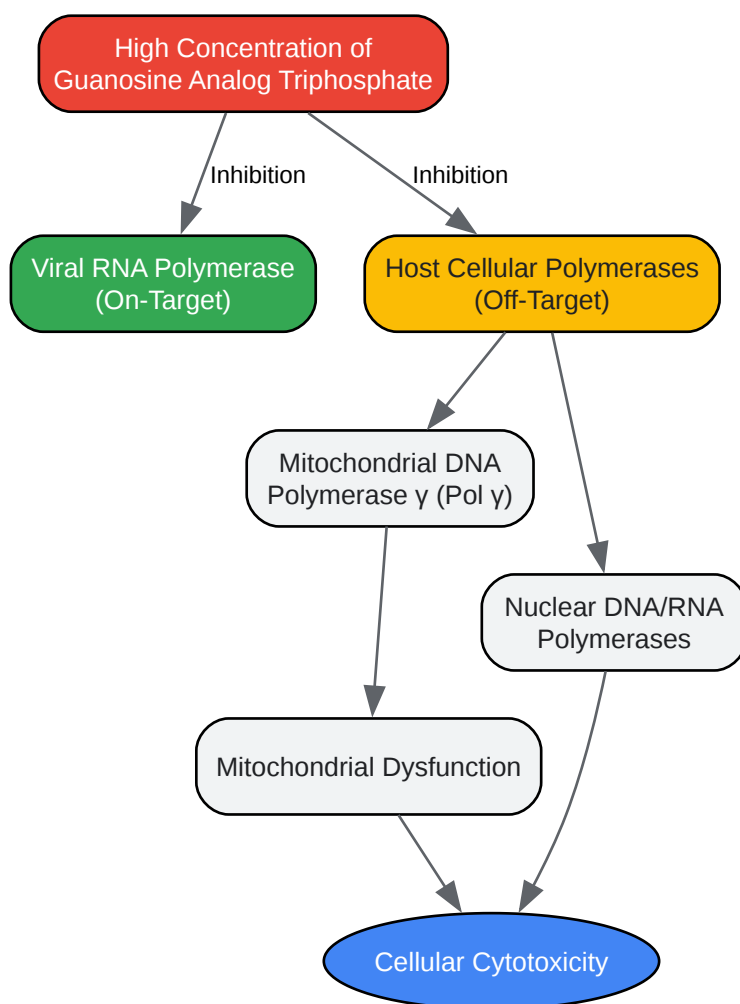 High Concentration of
Guanosine Analog Triphosphate
Inhibition
Inhibition
Viral RNA Polymerase
(On-Target)
Host Cellular Polymerases
(Off-Target)
Mitochondrial DNA
Polymerase γ (Pol γ)
Nuclear DNA/RNA
Polymerases
Mitochondrial Dysfunction
Cellular Cytotoxicity